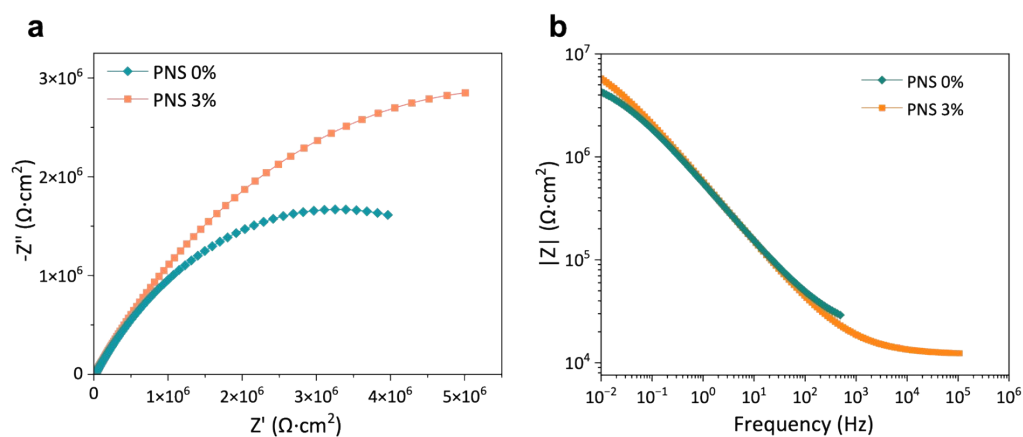 a
PNS 0%
PNS 3%
3×10⁶
2×10⁶
1×10⁶
0
-Z" (Ω·cm²)
0 1×10⁶ 2×10⁶ 3×10⁶ 4×10⁶ 5×10⁶
Z' (Ω·cm²)
b
PNS 0%
PNS 3%
10⁷
10⁶
10⁵
10⁴
|Z| (Ω·cm²)
10⁻² 10⁻¹ 10⁰ 10¹ 10² 10³ 10⁴ 10⁵ 10⁶
Frequency (Hz)